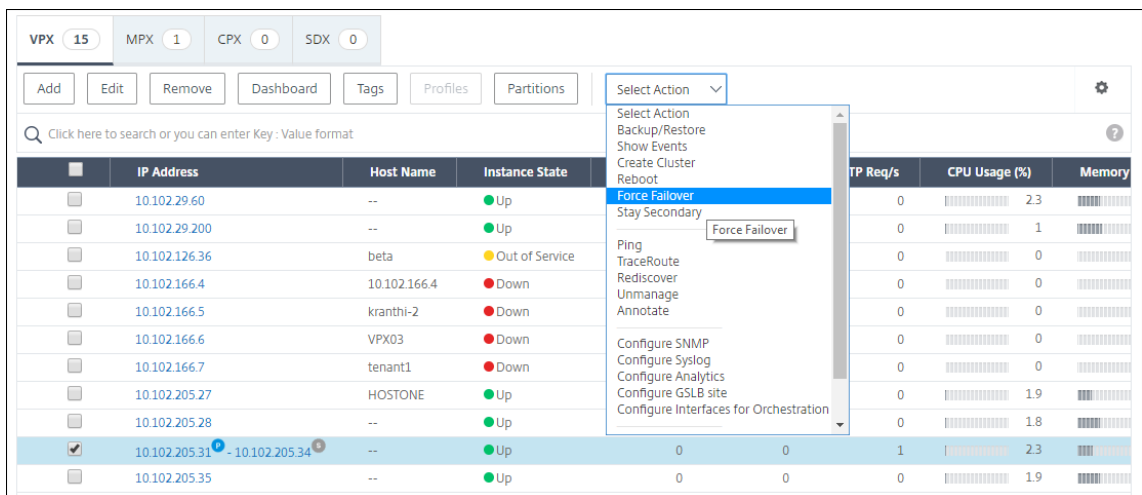 VPX 15 MPX 1 CPX 0 SDX 0
Add Edit Remove Dashboard Tags Profiles Partitions Select Action
Click here to search or you can enter Key : Value format ?
Select Action
Backup/Restore
Show Events
Create Cluster
Reboot
Force Failover
Stay Secondary
Force Failover
Ping
TraceRoute
Rediscover
Unmanage
Annotate
Configure SNMP
Configure Syslog
Configure Analytics
Configure GSLB site
Configure Interfaces for Orchestration
IP Address Host Name Instance State TP Req/s CPU Usage (%) Memory
10.102.29.60 -- Up 0 2.3
10.102.29.200 -- Up 0 1
10.102.126.36 beta Out of Service 0 0
10.102.166.4 10.102.166.4 Down 0 0
10.102.166.5 kranthi-2 Down 0 0
10.102.166.6 VPX03 Down 0 0
10.102.166.7 tenant1 Down 0 0
10.102.205.27 HOSTONE Up 0 1.9
10.102.205.28 -- Up 0 1.8
10.102.205.31 P - 10.102.205.34 S -- Up 0 0 1 2.3
10.102.205.35 -- Up 0 0 0 1.9